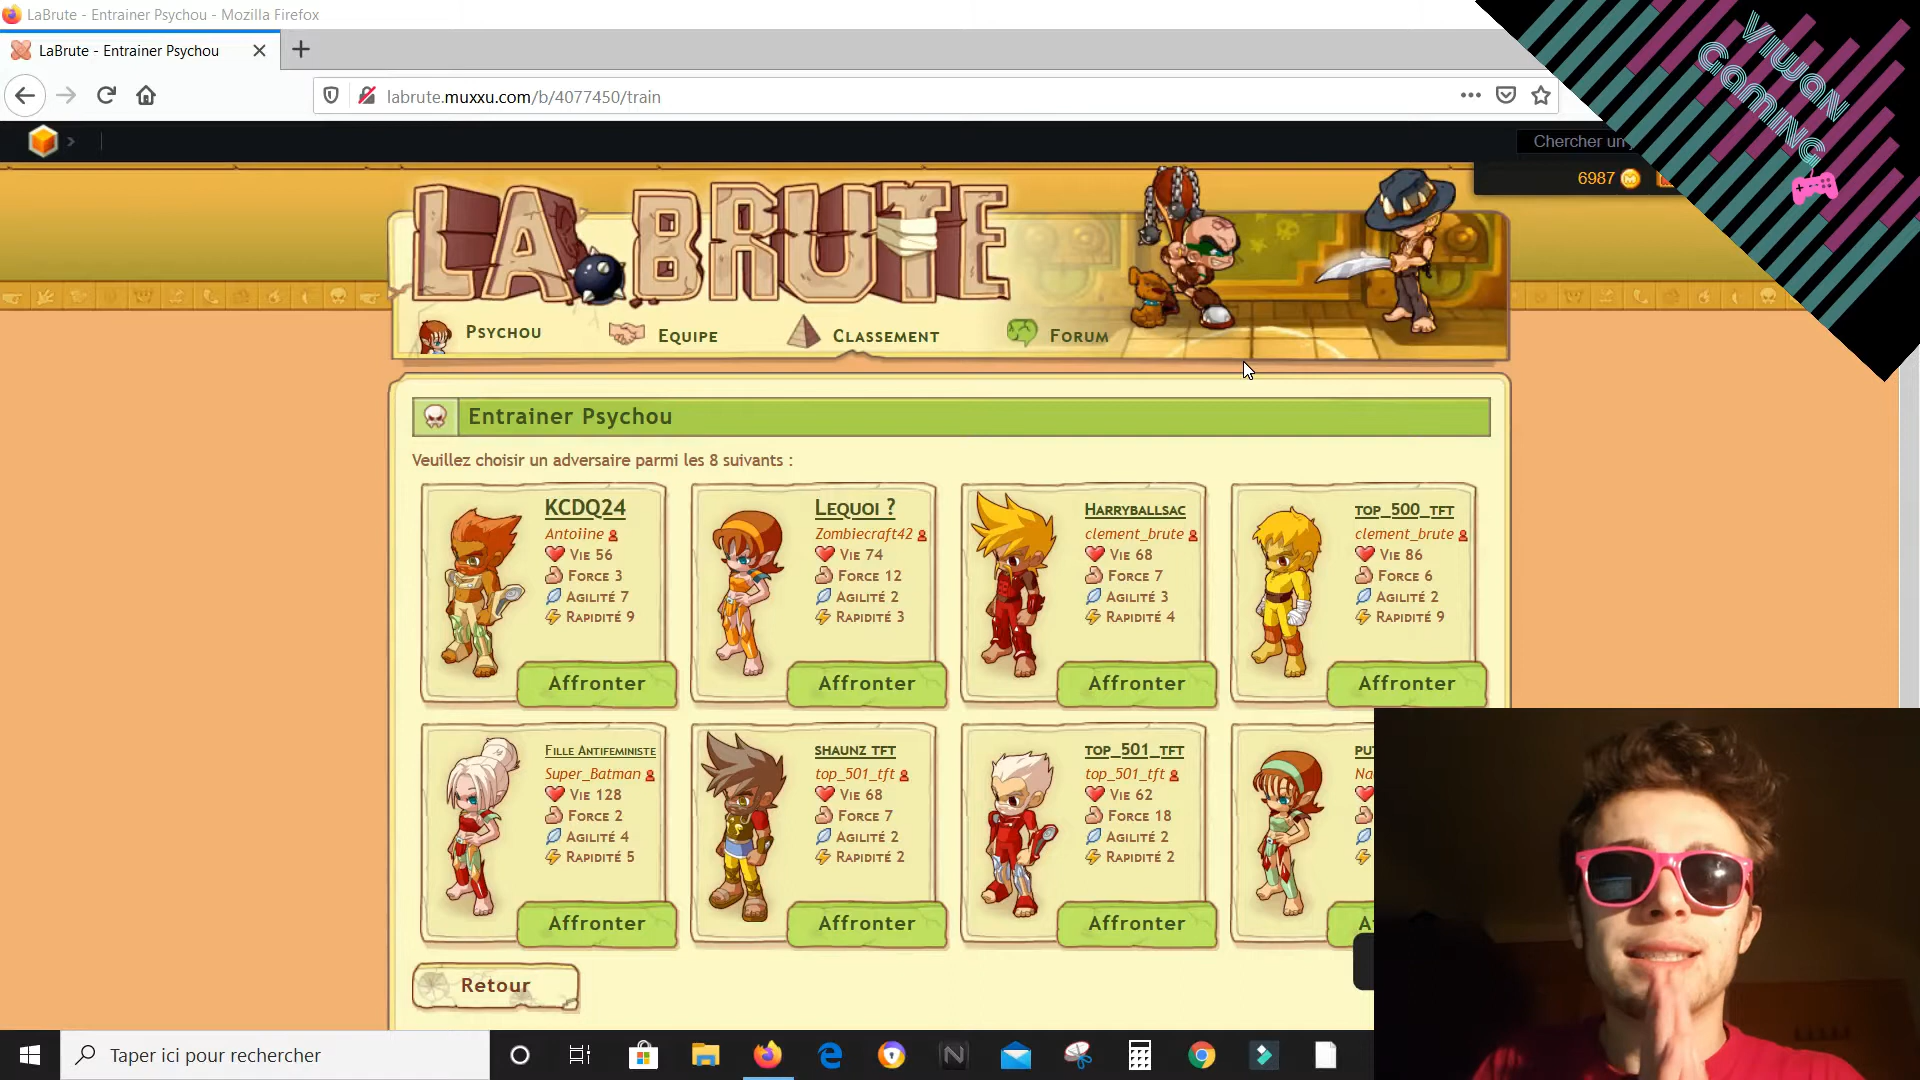 LaBrute - Entrainer Psychou - Mozilla Firefox
LaBrute - Entrainer Psychou
labrute.muxxu.com/b/4077450/train
VIWAN
GAMING
Chercher un
6987
LA BRUTE
PSYCHOU
EQUIPE
CLASSEMENT
FORUM
Entrainer Psychou
Veuillez choisir un adversaire parmi les 8 suivants :
KCDQ24
Antoiine
VIE 56
FORCE 3
AGILITÉ 7
RAPIDITÉ 9
Affronter
LEQUOI ?
Zombiecraft42
VIE 74
FORCE 12
AGILITÉ 2
RAPIDITÉ 3
Affronter
HARRYBALLSAC
clement_brute
VIE 68
FORCE 7
AGILITÉ 3
RAPIDITÉ 4
Affronter
TOP_500_TFT
clement_brute
VIE 86
FORCE 6
AGILITÉ 2
RAPIDITÉ 9
Affronter
FILLE ANTIFEMINISTE
Super_Batman
VIE 128
FORCE 2
AGILITÉ 4
RAPIDITÉ 5
Affronter
SHAUNZ TFT
top_501_tft
VIE 68
FORCE 7
AGILITÉ 2
RAPIDITÉ 2
Affronter
TOP_501_TFT
top_501_tft
VIE 62
FORCE 18
AGILITÉ 2
RAPIDITÉ 2
Affronter
Retour
Taper ici pour rechercher